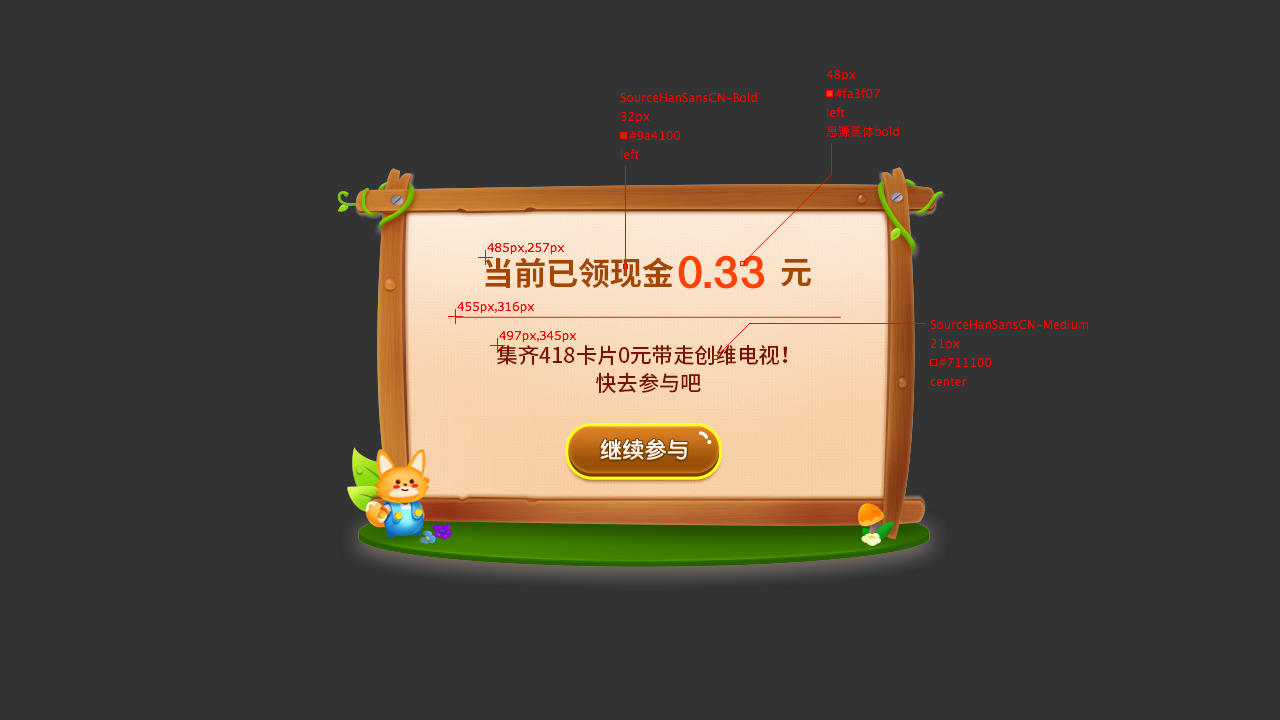 48px
#fa3f07
left
思源黑体bold
SourceHanSansCN-Bold
32px
#9a4100
left
485px,257px
当前已领现金0.33 元
455px,316px
497px,345px
集齐418卡片0元带走创维电视！
快去参与吧
SourceHanSansCN-Medium
21px
#711100
center
继续参与